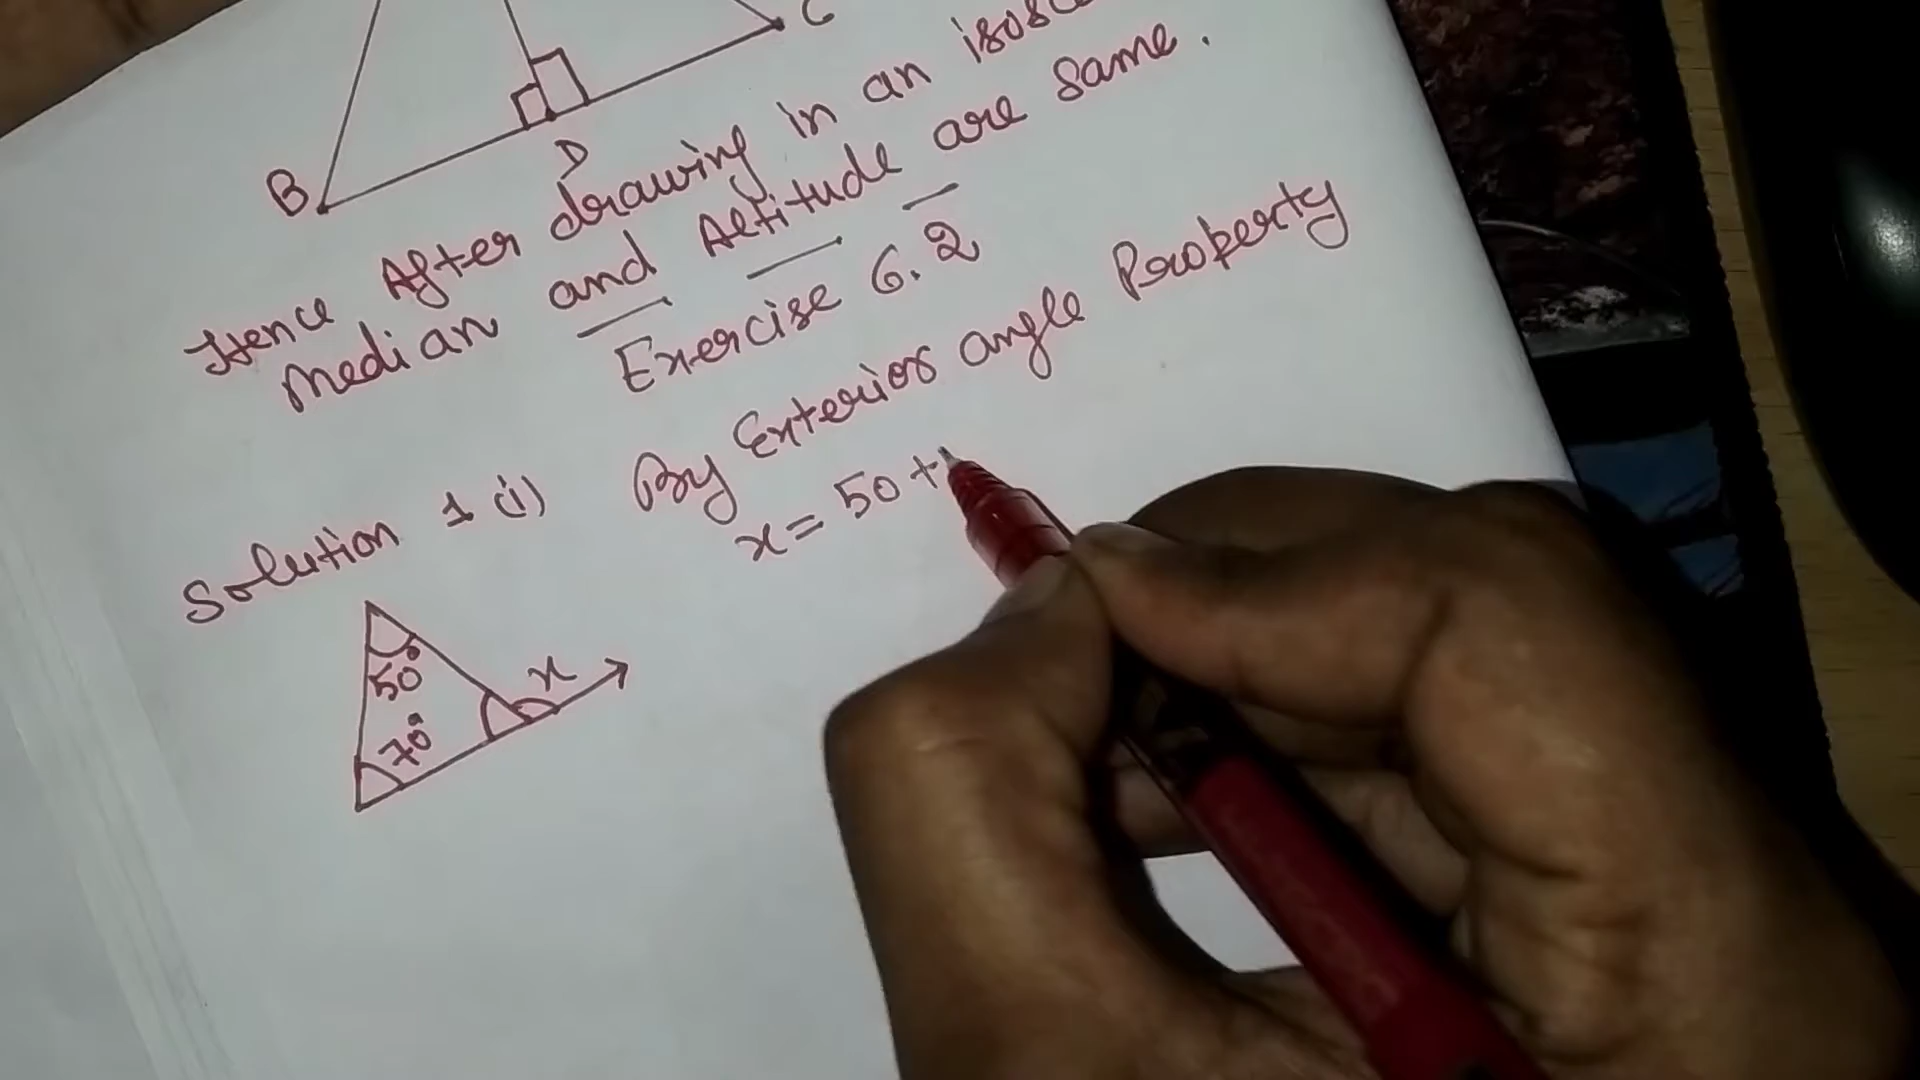 C
B
D
Hence After drawing in an
Median and Altitude are same.
Exercise 6.2
Solution 1 (i) By Exterior angle Property
x = 50 +
50°
x
70°